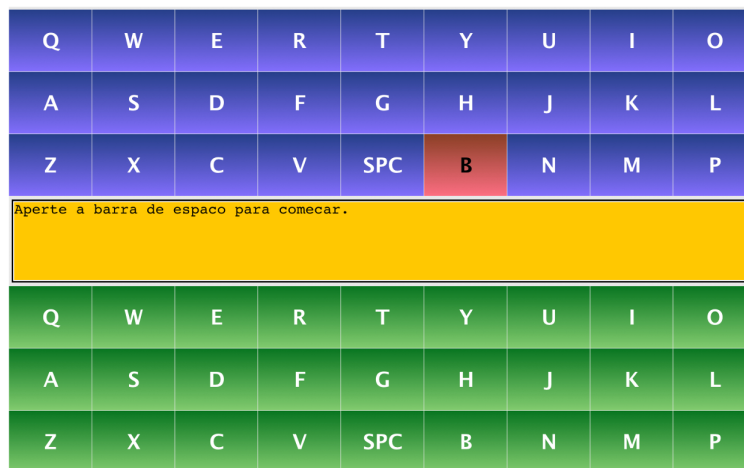 Q W E R T Y U I O
A S D F G H J K L
Z X C V SPC B N M P
Aperte a barra de espaco para comecar.
Q W E R T Y U I O
A S D F G H J K L
Z X C V SPC B N M P